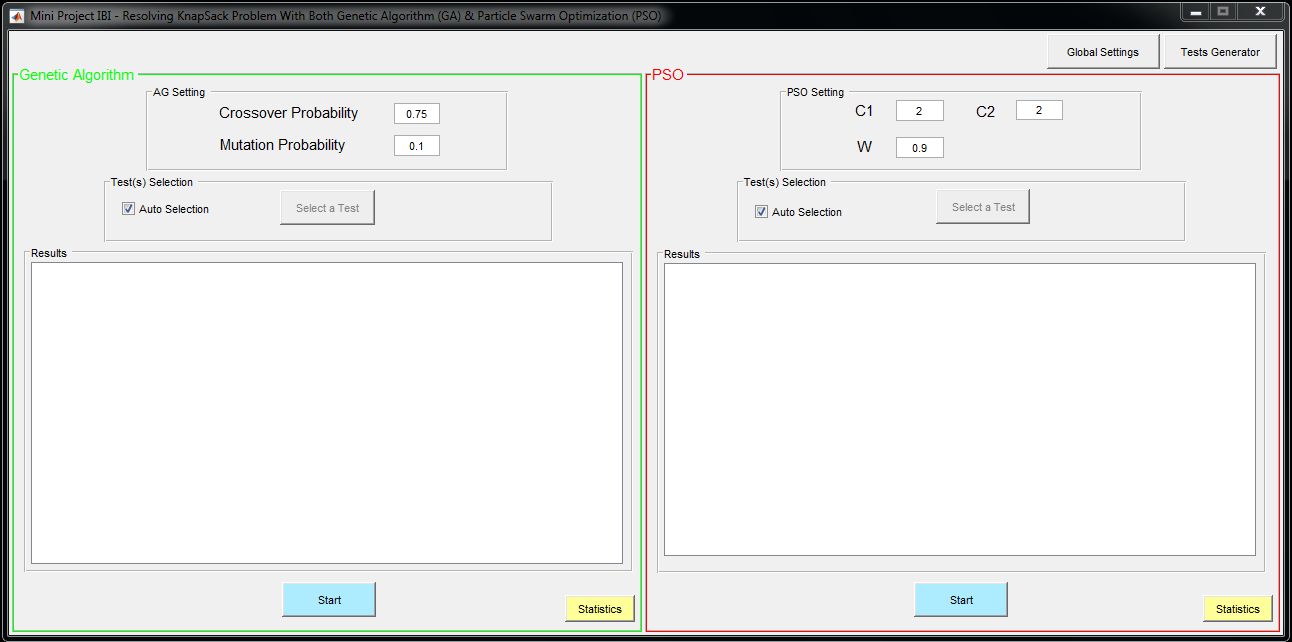 Mini Project IBI - Resolving KnapSack Problem With Both Genetic Algorithm (GA) & Particle Swarm Optimization (PSO)
Global Settings
Tests Generator
Genetic Algorithm
AG Setting
Crossover Probability
0.75
Mutation Probability
0.1
Test(s) Selection
Auto Selection
Select a Test
Results
Start
Statistics
PSO
PSO Setting
C1
2
C2
2
W
0.9
Test(s) Selection
Auto Selection
Select a Test
Results
Start
Statistics